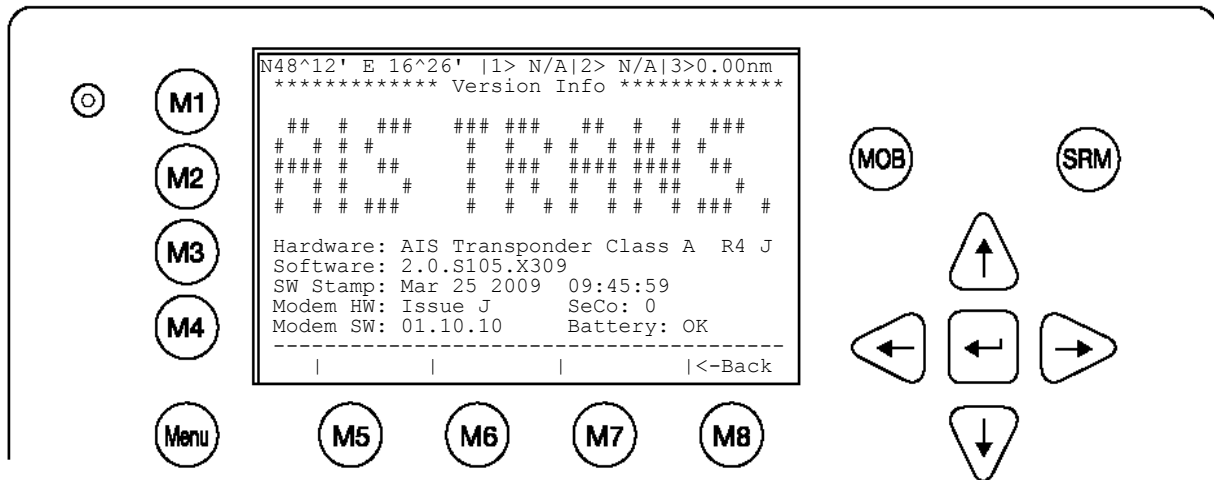 N48^12' E 16^26' |1> N/A|2> N/A|3>0.00nm
************* Version Info *************
AIS TRANS.
Hardware: AIS Transponder Class A  R4 J
Software: 2.0.S105.X309
SW Stamp: Mar 25 2009  09:45:59
Modem HW: Issue J      SeCo: 0
Modem SW: 01.10.10     Battery: OK
----------------------------------------
|        |         |         |<-Back
M1
M2
M3
M4
Menu
M5
M6
M7
M8
MOB
SRM